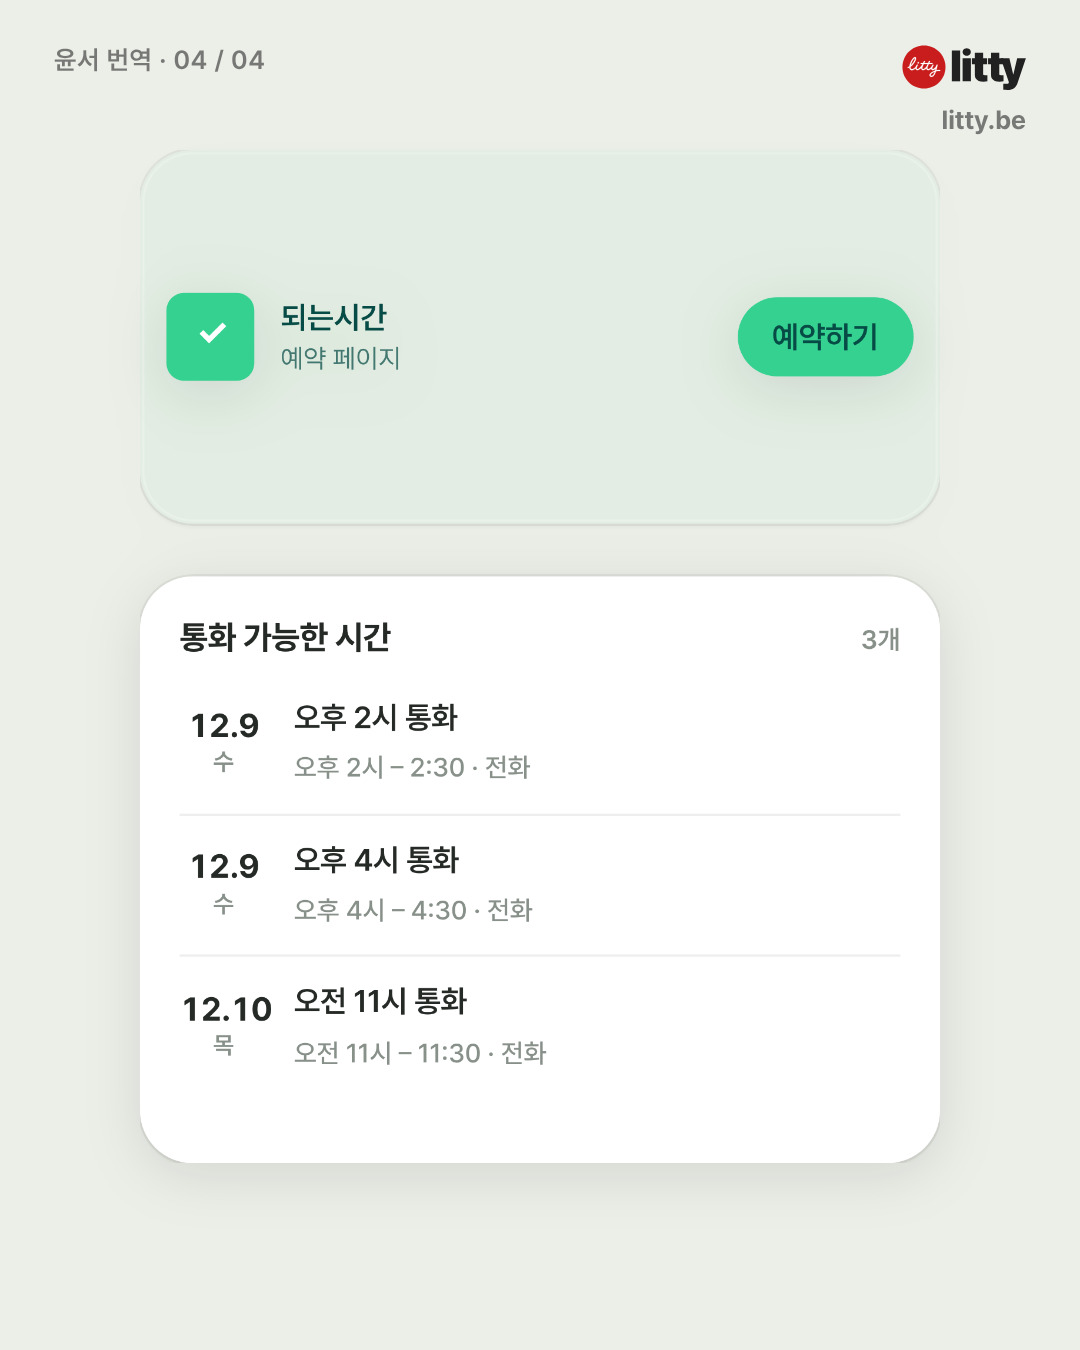 윤서 번역 · 04 / 04
litty litty
litty.be
되는시간
예약 페이지
예약하기
통화 가능한 시간
3개
12.9
수
오후 2시 통화
오후 2시 – 2:30 · 전화
12.9
수
오후 4시 통화
오후 4시 – 4:30 · 전화
12.10
목
오전 11시 통화
오전 11시 – 11:30 · 전화